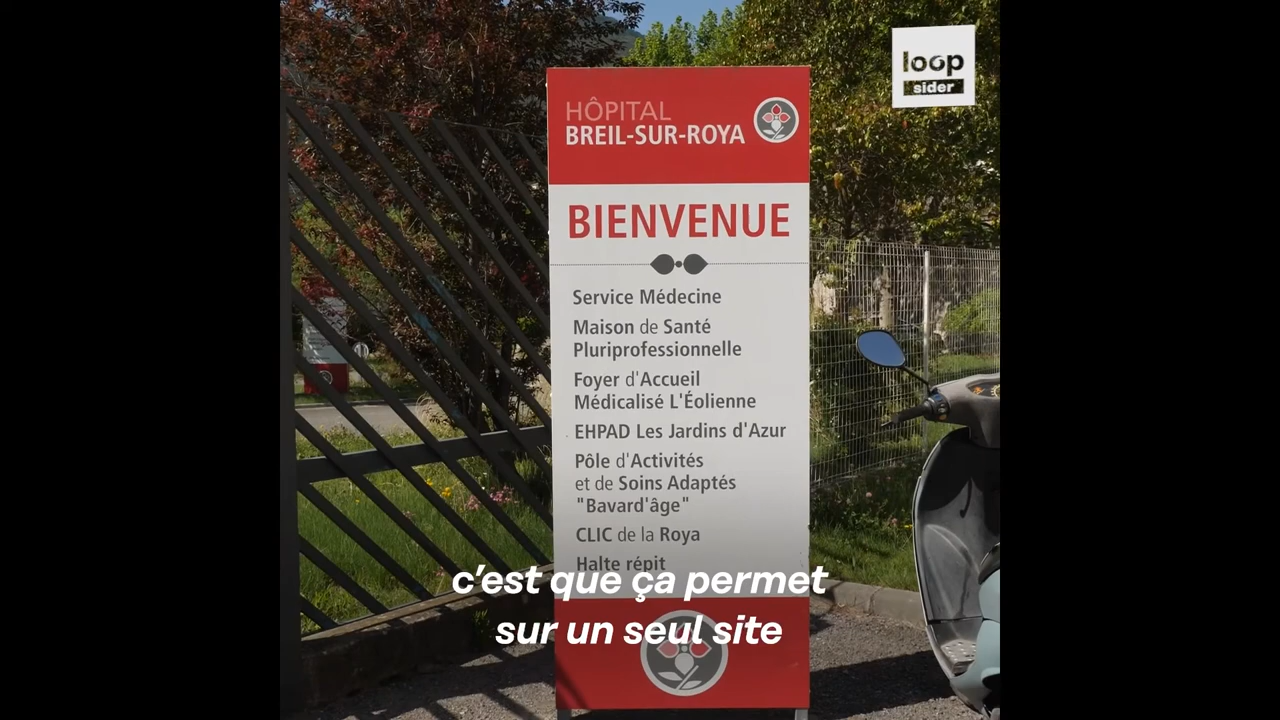 loop
sider
HÔPITAL
BREIL-SUR-ROYA
BIENVENUE
Service Médecine
Maison de Santé
Pluriprofessionnelle
Foyer d'Accueil
Médicalisé L'Éolienne
EHPAD Les Jardins d'Azur
Pôle d'Activités
et de Soins Adaptés
"Bavard'âge"
CLIC de la Roya
Halte répit
c'est que ça permet
sur un seul site